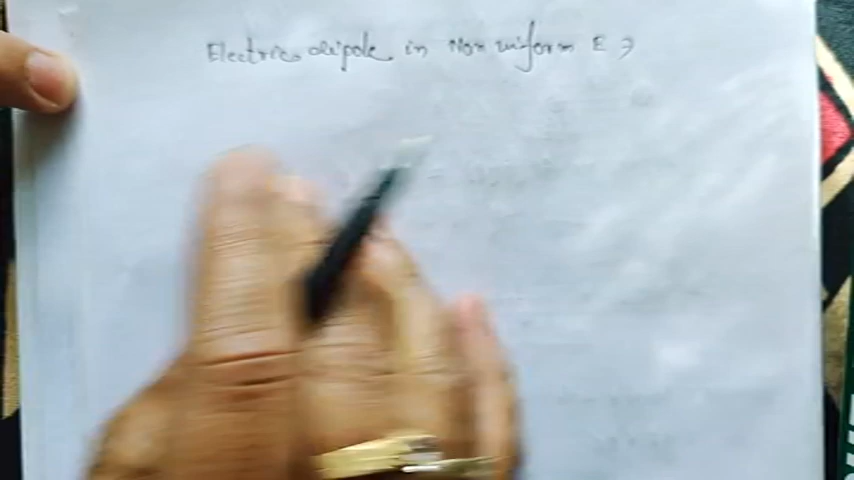 Electric dipole in Non uniform E →